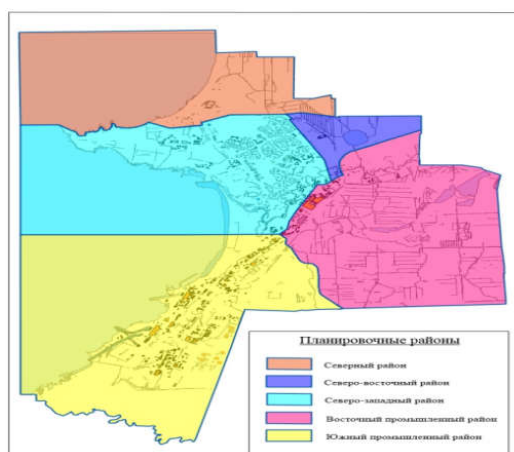 Планировочные районы
Северный район
Северо-восточный район
Северо-западный район
Восточный промышленный район
Южный промышленный район